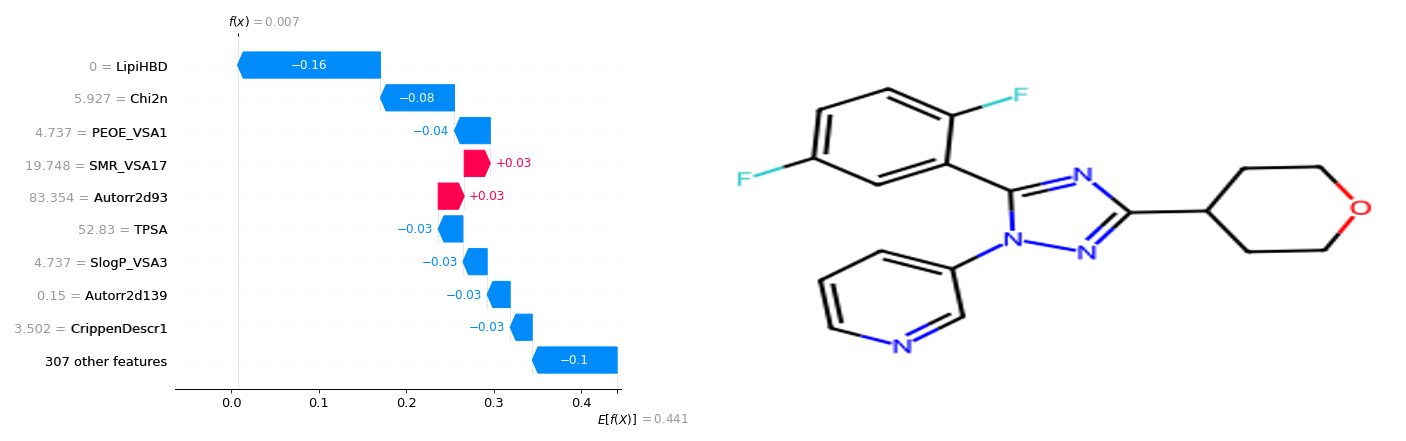 f(x) = 0.007
0 = LipiHBD
−0.16
5.927 = Chi2n
−0.08
4.737 = PEOE_VSA1
−0.04
19.748 = SMR_VSA17
+0.03
83.354 = Autorr2d93
+0.03
52.83 = TPSA
−0.03
4.737 = SlogP_VSA3
−0.03
0.15 = Autorr2d139
−0.03
3.502 = CrippenDescr1
−0.03
307 other features
−0.1
0.0 0.1 0.2 0.3 0.4
E[f(X)] = 0.441
F
F
N
O
N
N
N